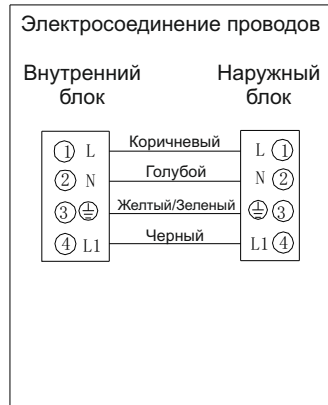 Электросоединение проводов
Внутренний блок
Наружный блок
① L Коричневый L ①
② N Голубой N ②
③ Желтый/Зеленый ③
④ L1 Черный L1 ④